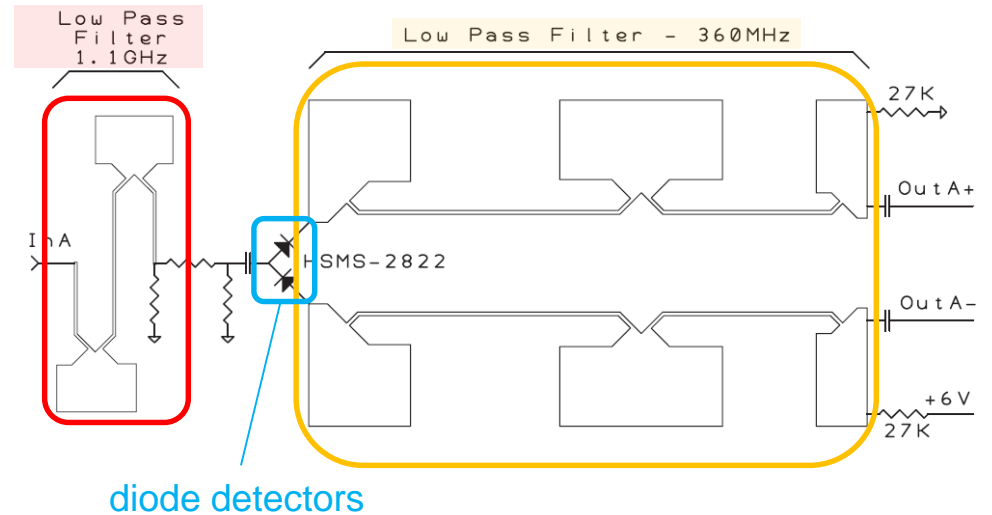 Low Pass
Filter
1.1GHz
Low Pass Filter - 360MHz
27K
OutA+
InA
HSMS-2822
OutA-
+6V
27K
diode detectors